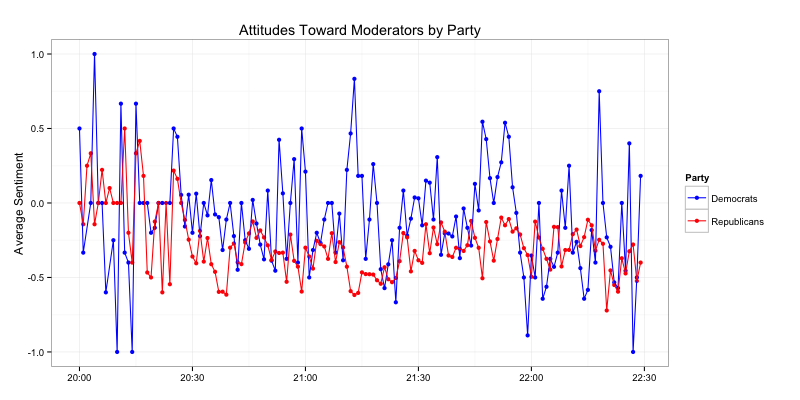 Attitudes Toward Moderators by Party
Average Sentiment
1.0
0.5
0.0
-0.5
-1.0
20:00 20:30 21:00 21:30 22:00 22:30
Party
Democrats
Republicans